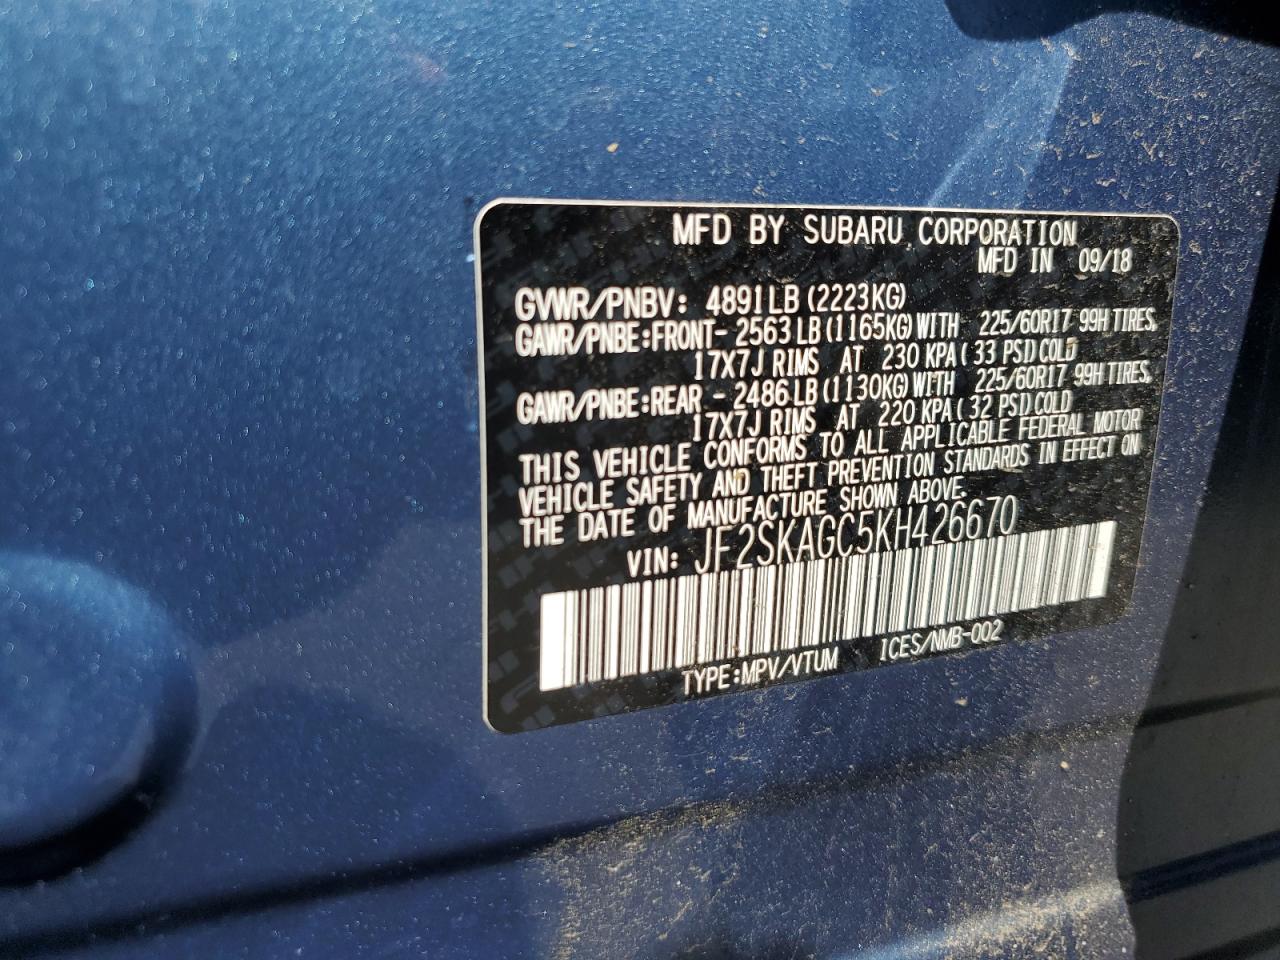 MFD BY SUBARU CORPORATION
MFD IN 09/18
GVWR/PNBV: 4891LB (2223KG)
GAWR/PNBE:FRONT- 2563LB (1165KG) WITH 225/60R17 99H TIRES,
17X7J RIMS AT 230 KPA( 33 PSI)COLD
GAWR/PNBE:REAR - 2486LB (1130KG) WITH 225/60R17 99H TIRES,
17X7J RIMS AT 220 KPA( 32 PSI)COLD
THIS VEHICLE CONFORMS TO ALL APPLICABLE FEDERAL MOTOR
VEHICLE SAFETY AND THEFT PREVENTION STANDARDS IN EFFECT ON
THE DATE OF MANUFACTURE SHOWN ABOVE.
VIN: JF2SKAGC5KH426670
TYPE:MPV/VTUM ICES/NMB-002